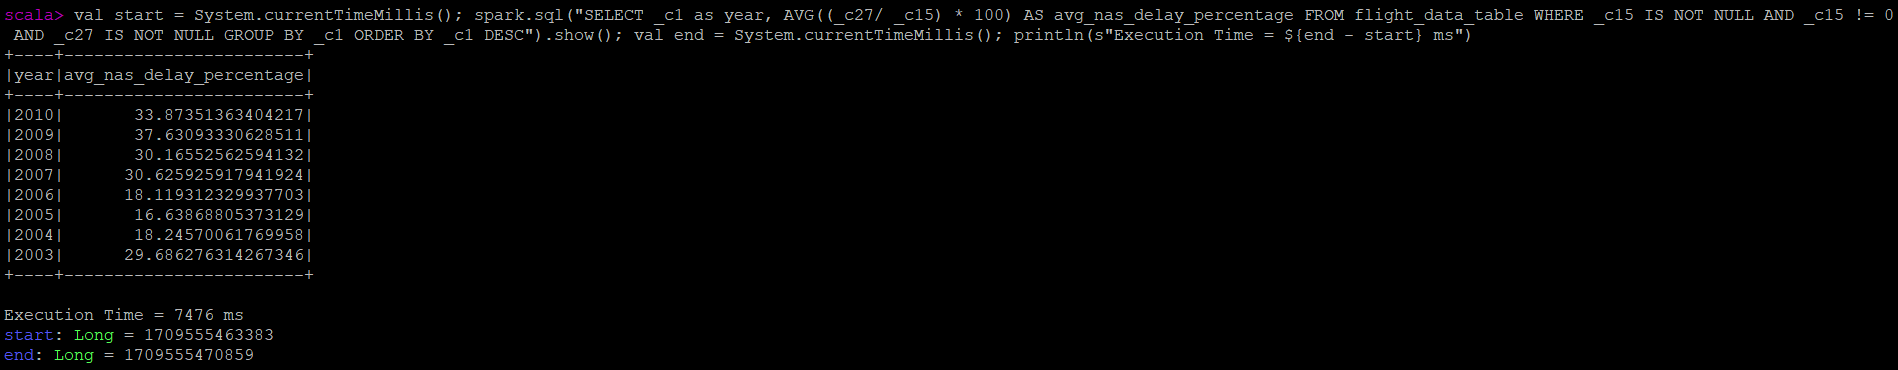 scala> val start = System.currentTimeMillis(); spark.sql("SELECT _c1 as year, AVG((_c27/ _c15) * 100) AS avg_nas_delay_percentage FROM flight_data_table WHERE _c15 IS NOT NULL AND _c15 != 0
 AND _c27 IS NOT NULL GROUP BY _c1 ORDER BY _c1 DESC").show(); val end = System.currentTimeMillis(); println(s"Execution Time = ${end - start} ms")
+----+------------------------+
|year|avg_nas_delay_percentage|
+----+------------------------+
|2010|       33.87351363404217|
|2009|       37.63093330628511|
|2008|       30.16552562594132|
|2007|      30.625925917941924|
|2006|      18.119312329937703|
|2005|       16.63868805373129|
|2004|       18.24570061769958|
|2003|      29.686276314267346|
+----+------------------------+
Execution Time = 7476 ms
start: Long = 1709555463383
end: Long = 1709555470859